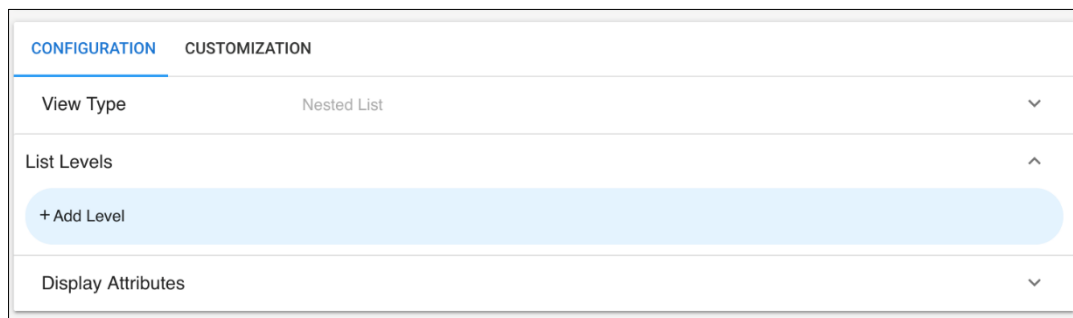 CONFIGURATION CUSTOMIZATION
View Type Nested List
List Levels
+ Add Level
Display Attributes